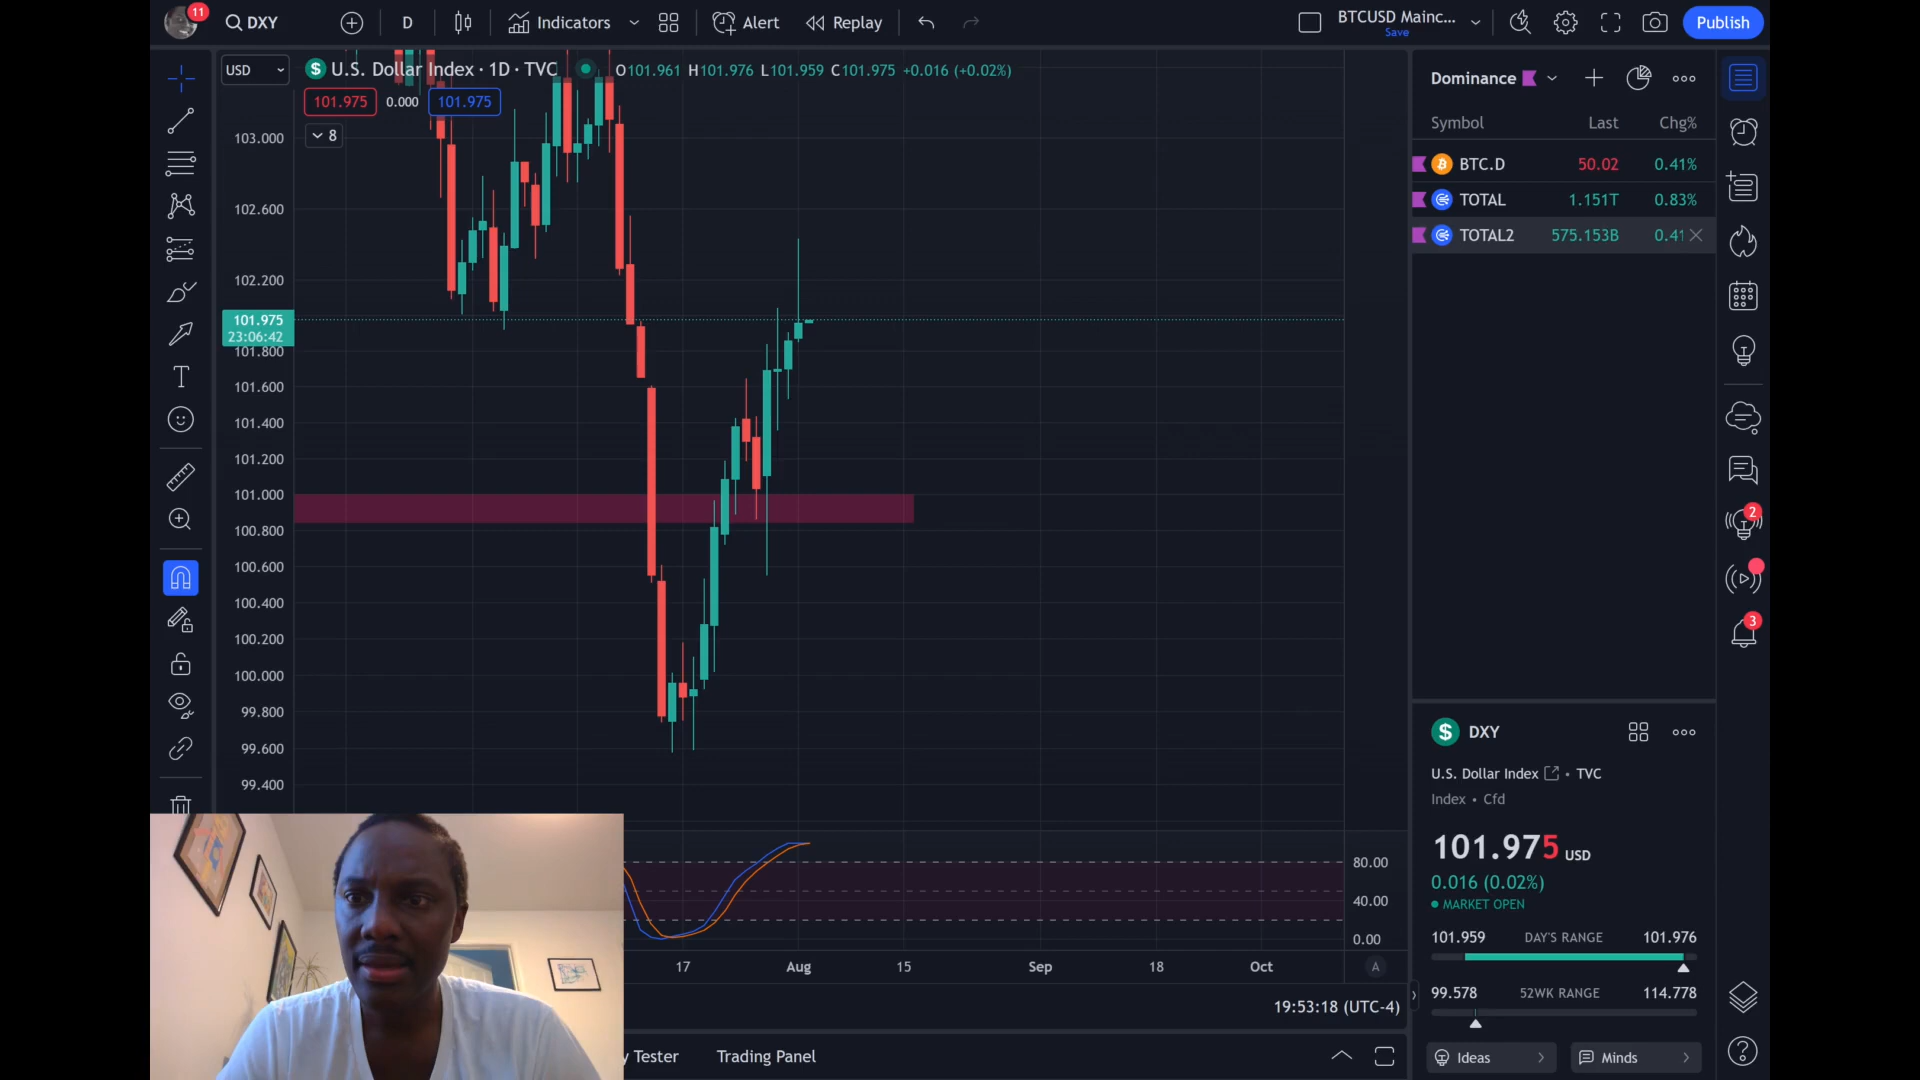 11
DXY
D
Indicators
Alert
Replay
BTCUSD Mainc...
Save
Publish
USD
$ U.S. Dollar Index · 1D · TVC
O101.961 H101.976 L101.959 C101.975 +0.016 (+0.02%)
101.975 0.000 101.975
8
103.000
102.600
102.200
101.975
23:06:42
101.800
101.600
101.400
101.200
101.000
100.800
100.600
100.400
100.200
100.000
99.800
99.600
99.400
80.00
40.00
0.00
17 Aug 15 Sep 18 Oct
A
19:53:18 (UTC-4)
y Tester
Trading Panel
Dominance
Symbol Last Chg%
BTC.D 50.02 0.41%
TOTAL 1.151T 0.83%
TOTAL2 575.153B 0.41
$ DXY
U.S. Dollar Index • TVC
Index • Cfd
101.975 USD
0.016 (0.02%)
MARKET OPEN
101.959 DAY'S RANGE 101.976
99.578 52WK RANGE 114.778
Ideas
Minds
2
3